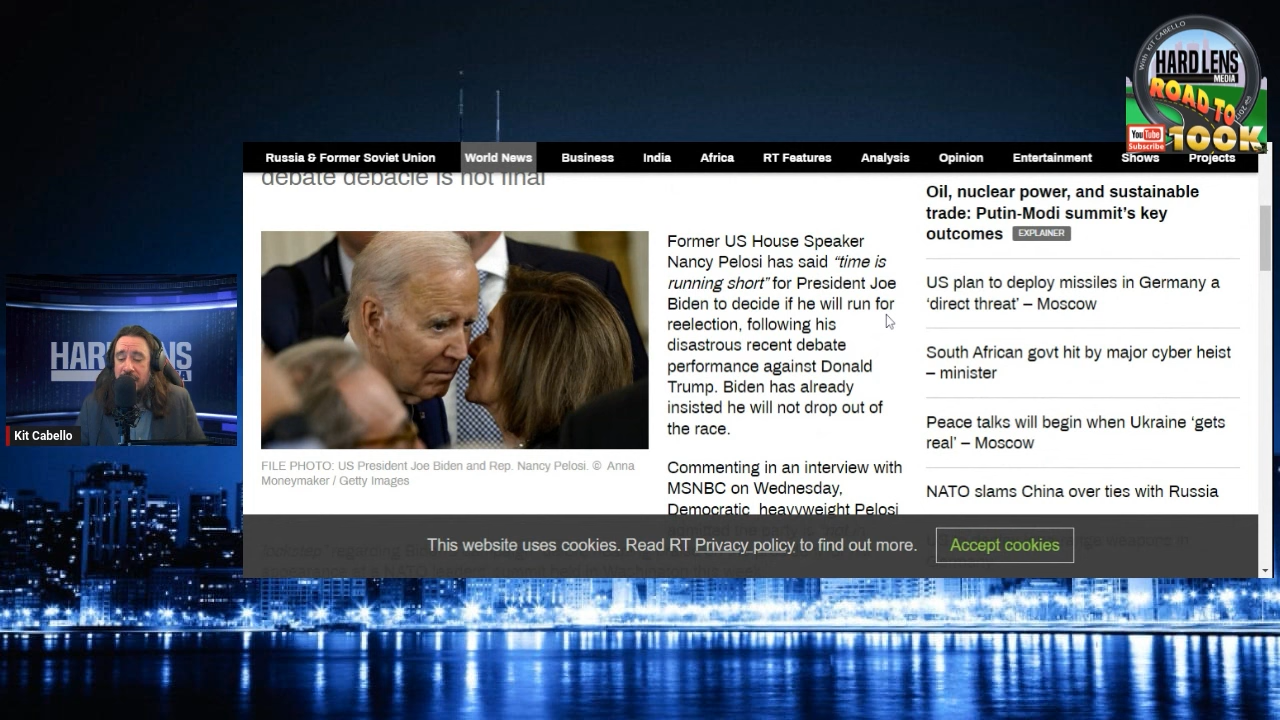 With KIT CABELLO
HARD LENS
MEDIA
ROAD TO
100K
YouTube
Subscribe
Russia & Former Soviet Union World News Business India Africa RT Features Analysis Opinion Entertainment Shows Projects
debate debacle is not final
Former US House Speaker
Nancy Pelosi has said “time is
running short” for President Joe
Biden to decide if he will run for
reelection, following his
disastrous recent debate
performance against Donald
Trump. Biden has already
insisted he will not drop out of
the race.
Commenting in an interview with
MSNBC on Wednesday,
Democratic heavyweight Pelosi
FILE PHOTO: US President Joe Biden and Rep. Nancy Pelosi. © Anna
Moneymaker / Getty Images
Oil, nuclear power, and sustainable
trade: Putin-Modi summit's key
outcomes EXPLAINER
US plan to deploy missiles in Germany a
‘direct threat’ – Moscow
South African govt hit by major cyber heist
– minister
Peace talks will begin when Ukraine ‘gets
real’ – Moscow
NATO slams China over ties with Russia
This website uses cookies. Read RT Privacy policy to find out more. Accept cookies
Kit Cabello